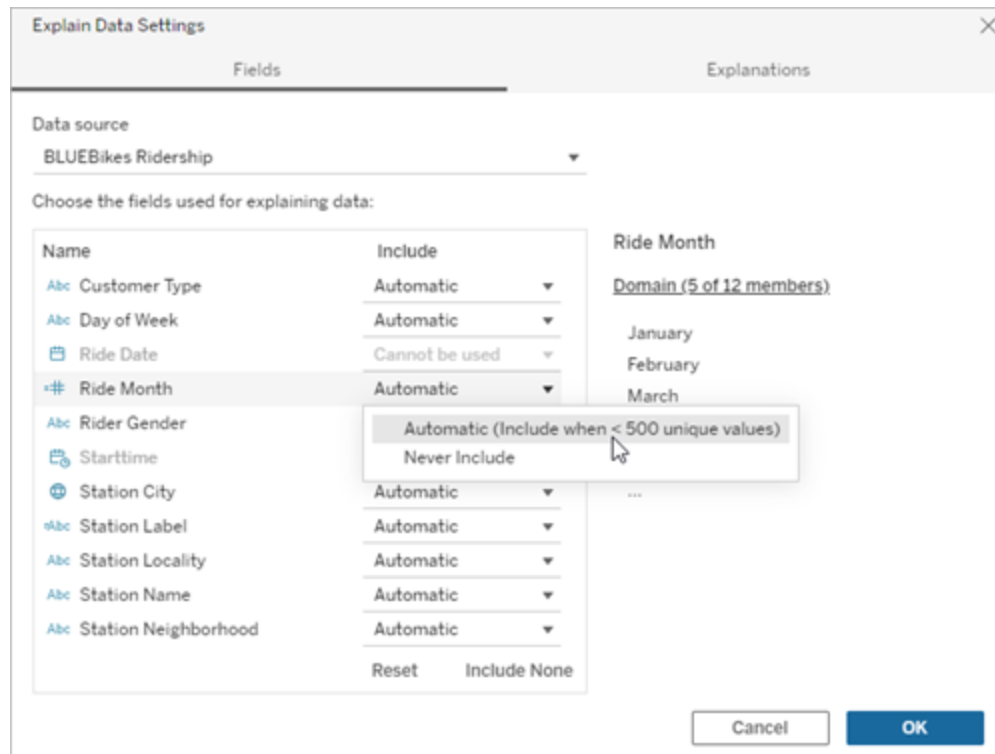 Explain Data Settings
Fields Explanations
Data source
BLUEBikes Ridership
Choose the fields used for explaining data:
Name Include
Abc Customer Type Automatic
Abc Day of Week Automatic
Ride Date Cannot be used
=# Ride Month Automatic
Abc Rider Gender
Automatic (Include when < 500 unique values)
Never Include
Starttime
Station City Automatic
=Abc Station Label Automatic
Abc Station Locality Automatic
Abc Station Name Automatic
Abc Station Neighborhood Automatic
Reset Include None
Ride Month
Domain (5 of 12 members)
January
February
March
...
Cancel OK